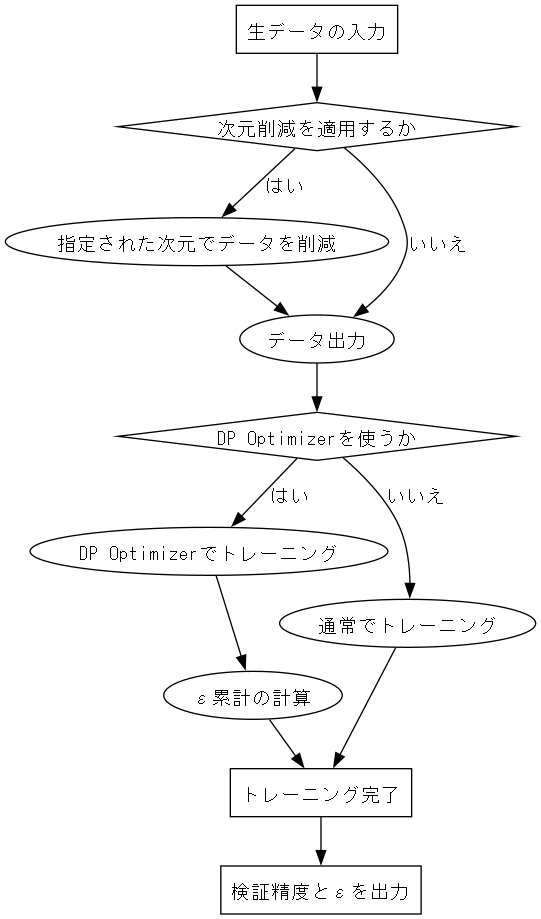 生データの入力
次元削減を適用するか
はい
指定された次元でデータを削減
いいえ
データ出力
DP Optimizerを使うか
はい
いいえ
DP Optimizerでトレーニング
通常でトレーニング
ε累計の計算
トレーニング完了
検証精度とεを出力